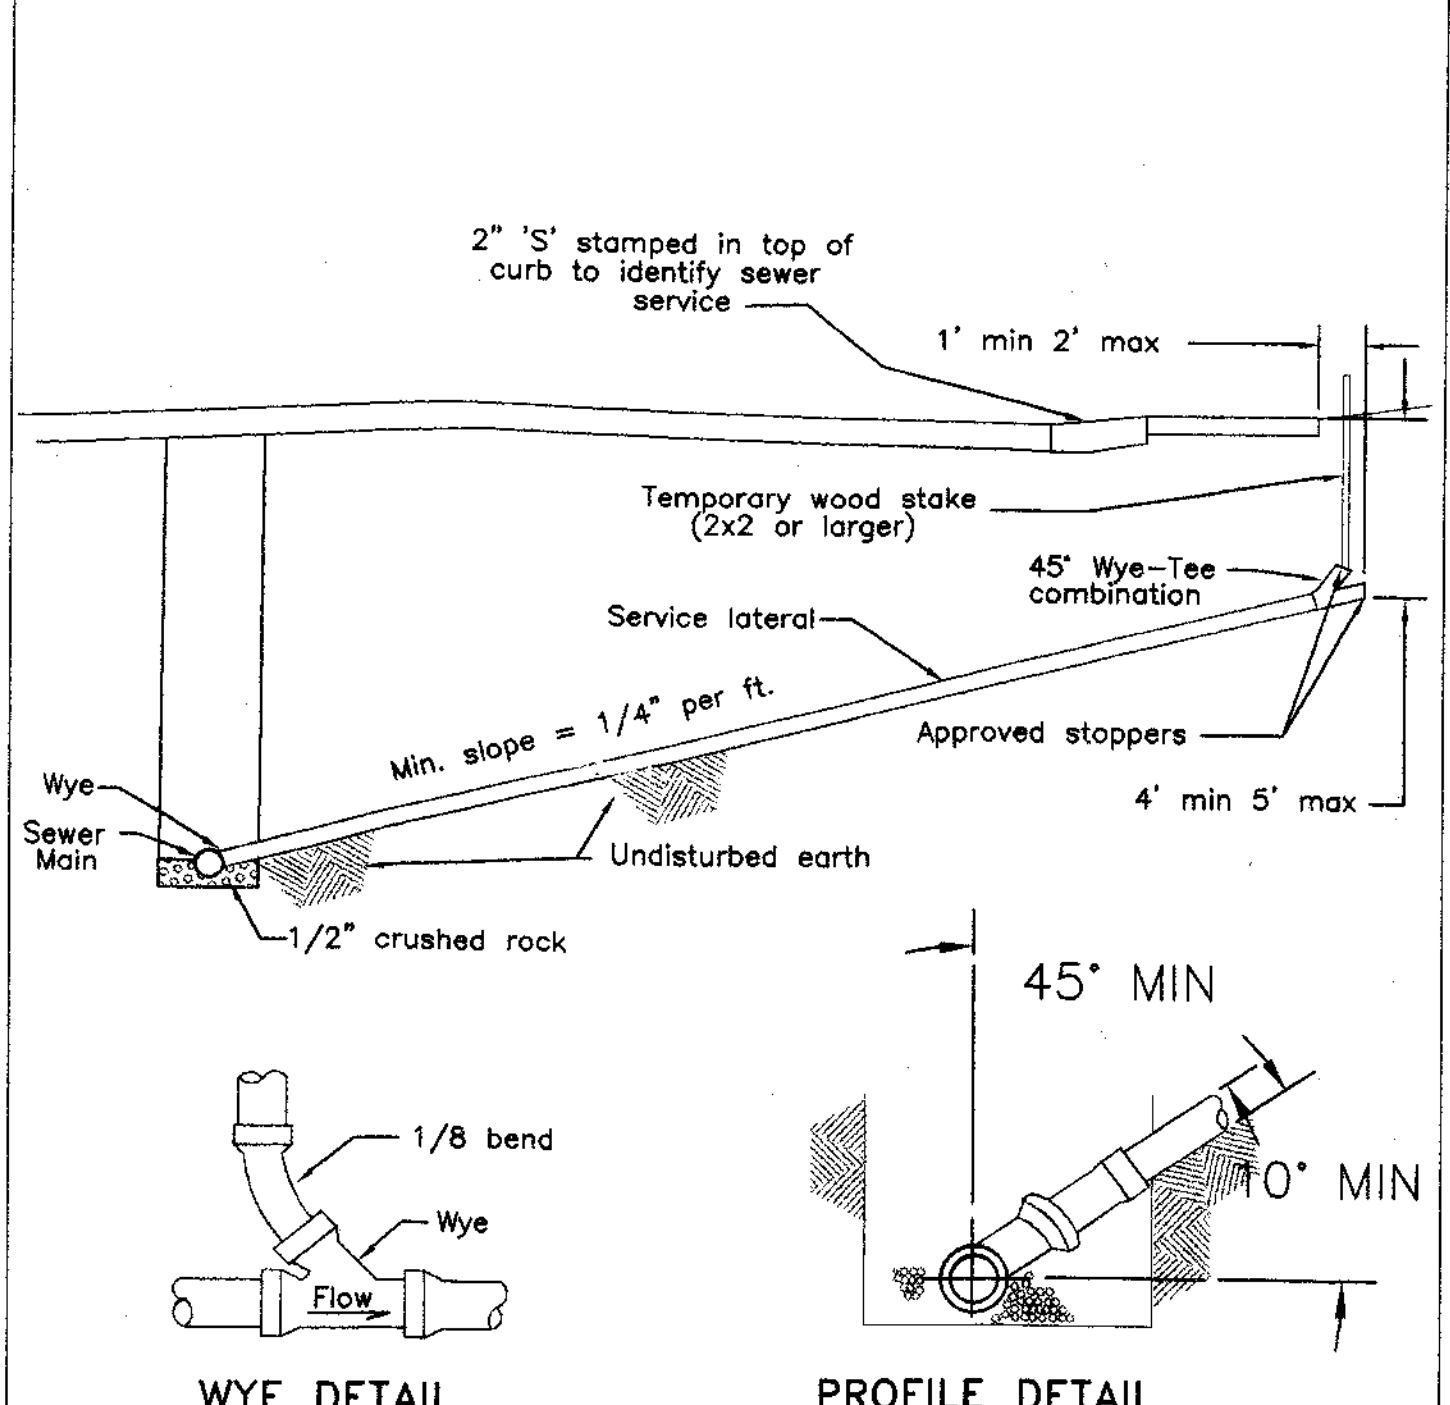 2" 'S' stamped in top of
curb to identify sewer
service
1' min 2' max
Temporary wood stake
(2x2 or larger)
45° Wye-Tee
combination
Service lateral
Min. slope = 1/4" per ft.
Approved stoppers
Wye
4' min 5' max
Sewer
Main
Undisturbed earth
1/2" crushed rock
45° MIN
1/8 bend
10° MIN
Wye
Flow
WYE DETAIL
PROFILE DETAIL